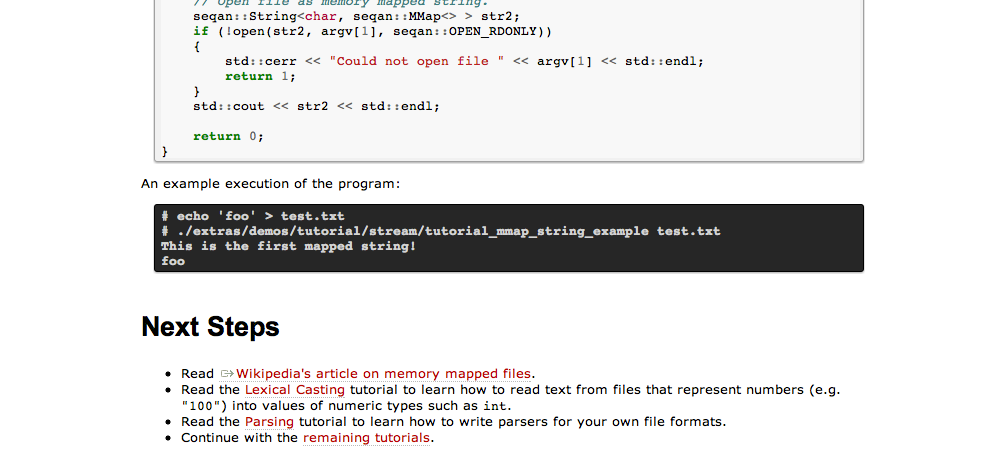 // Open file as memory mapped string.
seqan::String<char, seqan::MMap<> > str2;
if (!open(str2, argv[1], seqan::OPEN_RDONLY))
{
std::cerr << "Could not open file " << argv[1] << std::endl;
return 1;
}
std::cout << str2 << std::endl;
return 0;
}
An example execution of the program:
# echo 'foo' > test.txt
# ./extras/demos/tutorial/stream/tutorial_mmap_string_example test.txt
This is the first mapped string!
foo
Next Steps
• Read Wikipedia's article on memory mapped files.
• Read the Lexical Casting tutorial to learn how to read text from files that represent numbers (e.g.
"100") into values of numeric types such as int.
• Read the Parsing tutorial to learn how to write parsers for your own file formats.
• Continue with the remaining tutorials.